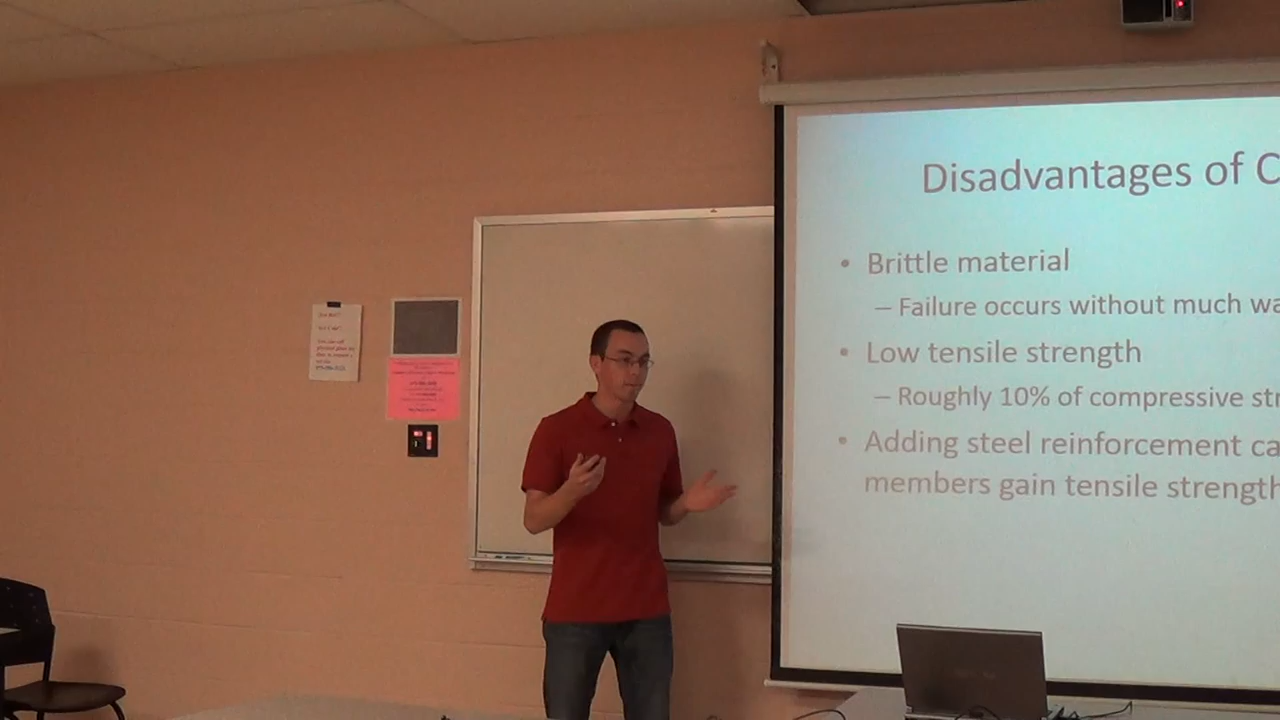 Disadvantages of C
• Brittle material
– Failure occurs without much wa
• Low tensile strength
– Roughly 10% of compressive str
• Adding steel reinforcement ca
members gain tensile strength